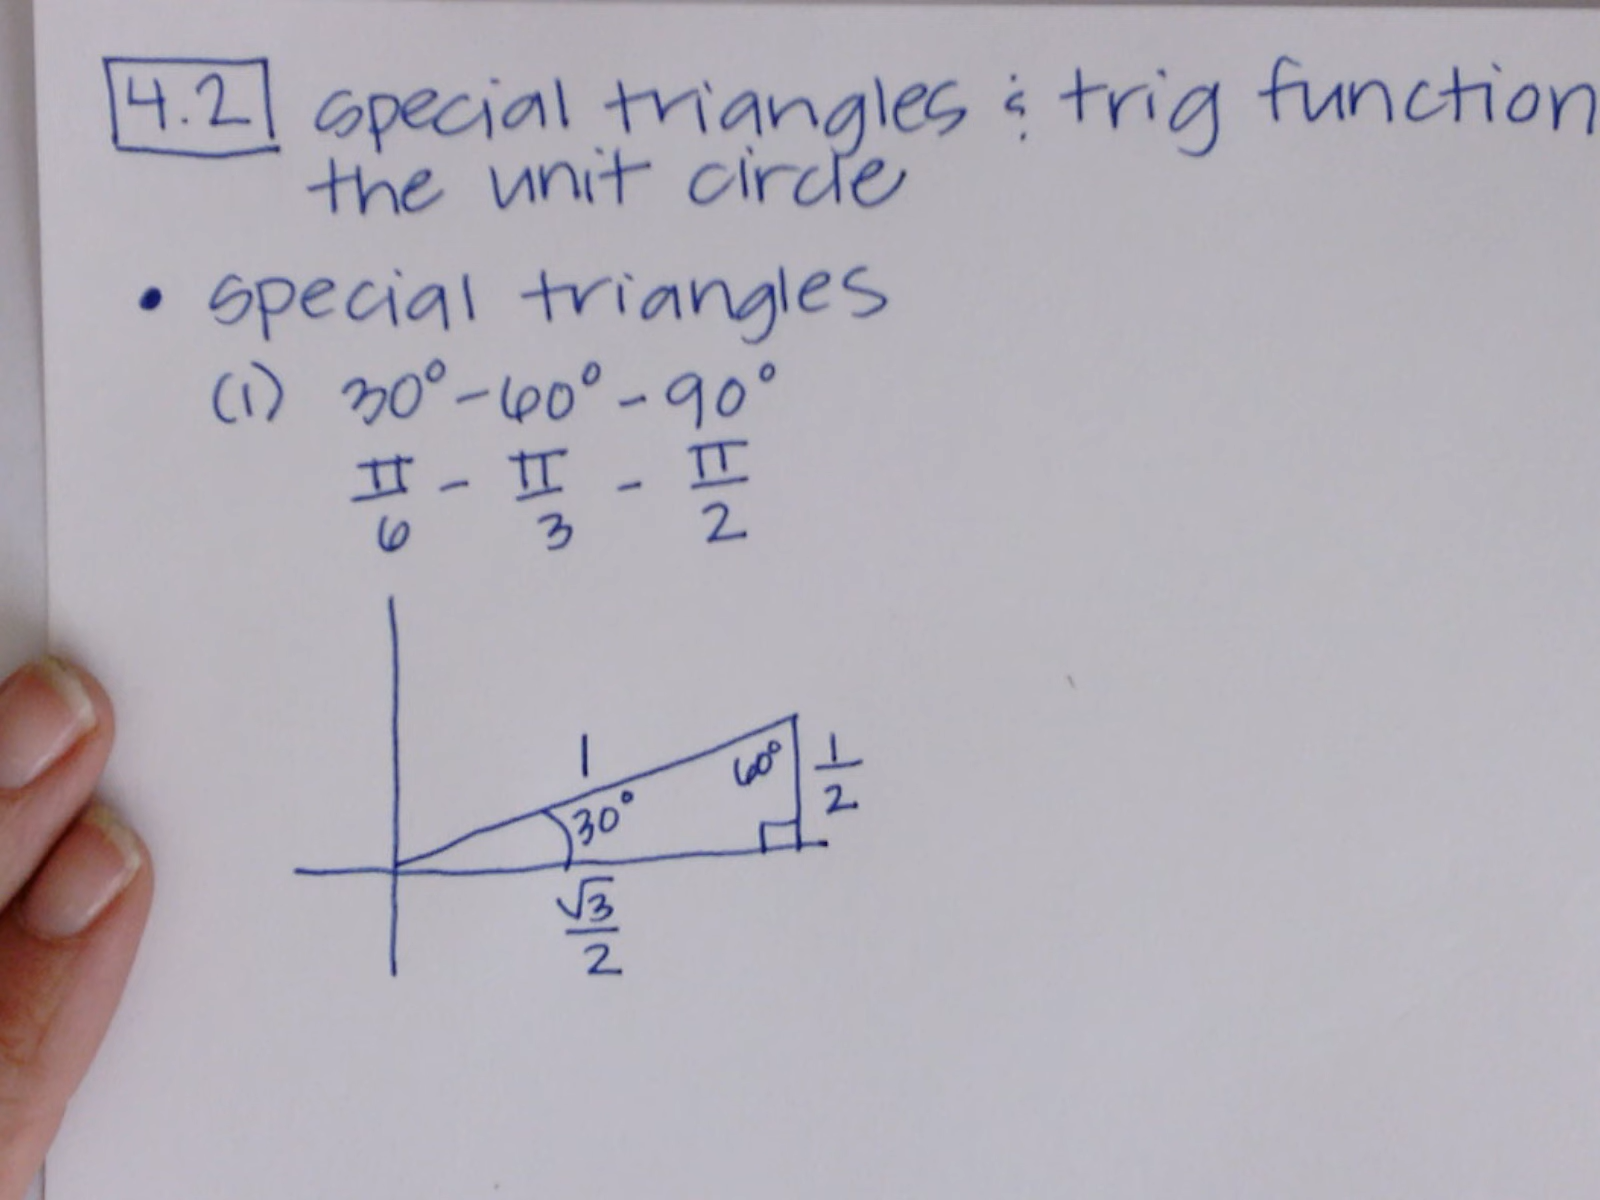 4.2 special triangles & trig function
the unit circle
• special triangles
(1) 30° - 60° - 90°
π/6 - π/3 - π/2
1
60°
1/2
30°
√3/2